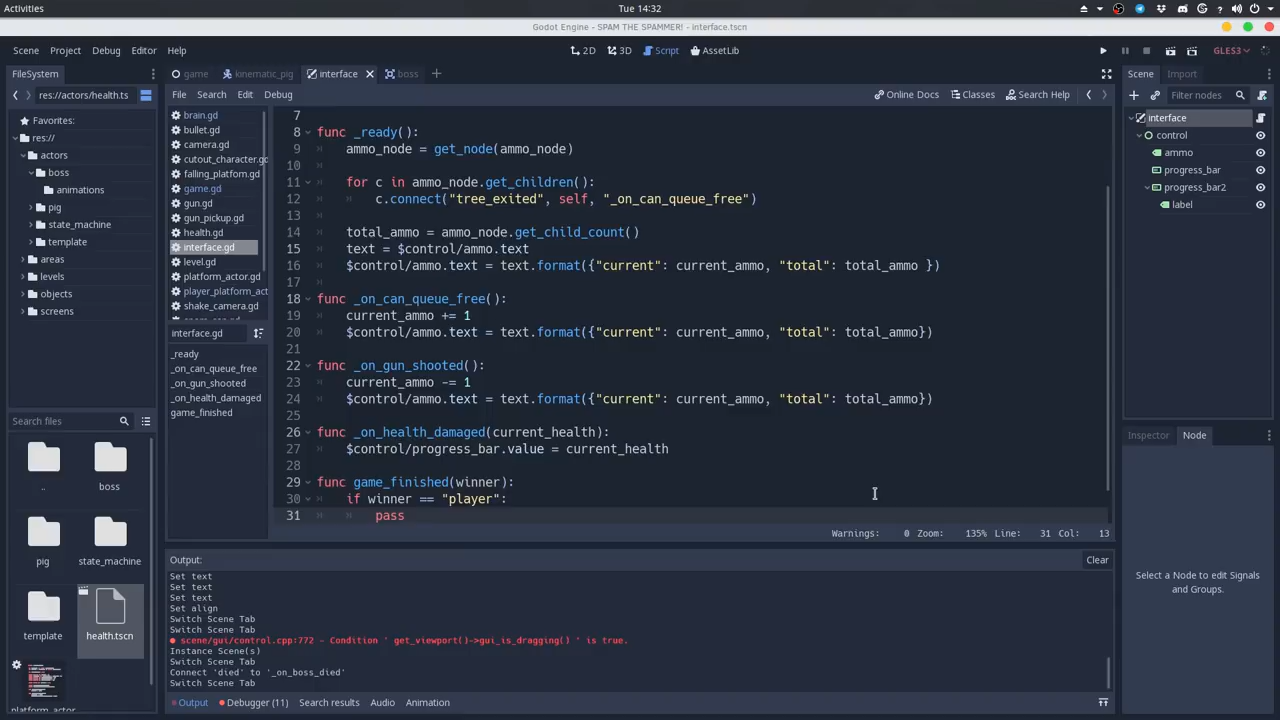 Activities
Tue 14:32
Godot Engine - SPAM THE SPAMMER! - interface.tscn
Scene Project Debug Editor Help
2D 3D Script AssetLib
GLES3
FileSystem
res://actors/health.ts
Favorites:
res://
actors
boss
animations
pig
state_machine
template
areas
levels
objects
screens
Search files
..
boss
pig
state_machine
template
health.tscn
platform_actor
game kinematic_pig interface boss
File Search Edit Debug
Online Docs Classes Search Help
brain.gd
bullet.gd
camera.gd
cutout_character.gd
falling_platform.gd
game.gd
gun.gd
gun_pickup.gd
health.gd
interface.gd
level.gd
platform_actor.gd
player_platform_act
shake_camera.gd
interface.gd
_ready
_on_can_queue_free
_on_gun_shooted
_on_health_damaged
game_finished
7
8 func _ready():
9 ammo_node = get_node(ammo_node)
10
11 for c in ammo_node.get_children():
12 c.connect("tree_exited", self, "_on_can_queue_free")
13
14 total_ammo = ammo_node.get_child_count()
15 text = $control/ammo.text
16 $control/ammo.text = text.format({"current": current_ammo, "total": total_ammo })
17
18 func _on_can_queue_free():
19 current_ammo += 1
20 $control/ammo.text = text.format({"current": current_ammo, "total": total_ammo})
21
22 func _on_gun_shooted():
23 current_ammo -= 1
24 $control/ammo.text = text.format({"current": current_ammo, "total": total_ammo})
25
26 func _on_health_damaged(current_health):
27 $control/progress_bar.value = current_health
28
29 func game_finished(winner):
30 if winner == "player":
31 pass
Warnings: 0 Zoom: 135% Line: 31 Col: 13
Output:
Clear
Set text
Set text
Set text
Set align
Switch Scene Tab
Switch Scene Tab
scene/gui/control.cpp:772 - Condition ' get_viewport()->gui_is_dragging() ' is true.
Instance Scene(s)
Switch Scene Tab
Connect 'died' to '_on_boss_died'
Switch Scene Tab
Output Debugger (11) Search results Audio Animation
Scene Import
Filter nodes
interface
control
ammo
progress_bar
progress_bar2
label
Inspector Node
Select a Node to edit Signals
and Groups.